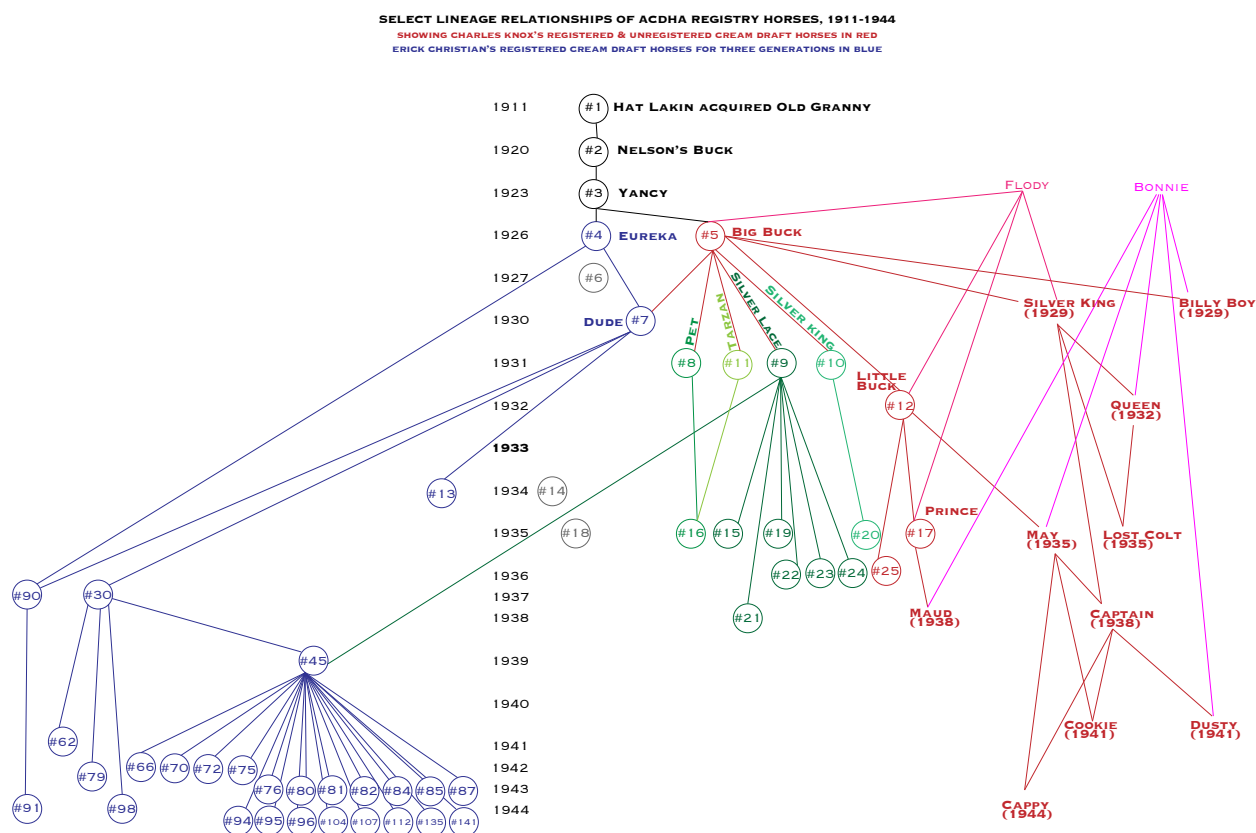 SELECT LINEAGE RELATIONSHIPS OF ACDHA REGISTRY HORSES, 1911-1944
SHOWING CHARLES KNOX'S REGISTERED & UNREGISTERED CREAM DRAFT HORSES IN RED
ERICK CHRISTIAN'S REGISTERED CREAM DRAFT HORSES FOR THREE GENERATIONS IN BLUE
1911 #1 HAT LAKIN ACQUIRED OLD GRANNY
1920 #2 NELSON'S BUCK
1923 #3 YANCY
FLODY BONNIE
1926 #4 EUREKA #5 BIG BUCK
1927 #6
SILVER KING
(1929)
BILLY BOY
(1929)
1930 DUDE #7
PET
TARZAN
SILVER LACE
SILVER KING
1931 #8 #11 #9 #10
LITTLE
BUCK
#12
1932
QUEEN
(1932)
1933
1934 #13 #14
1935 #18 #16 #15 #19 #20 #17 PRINCE
MAY
(1935)
LOST COLT
(1935)
1936 #22 #23 #24 #25
1937 #90 #30
1938 #21
MAUD
(1938)
CAPTAIN
(1938)
1939 #45
1940
COOKIE
(1941)
DUSTY
(1941)
1941 #62
1942 #79 #66 #70 #72 #75
1943 #76 #80 #81 #82 #84 #85 #87
1944 #91 #98
CAPPY
(1944)
#94 #95 #96 #104 #107 #112 #135 #141